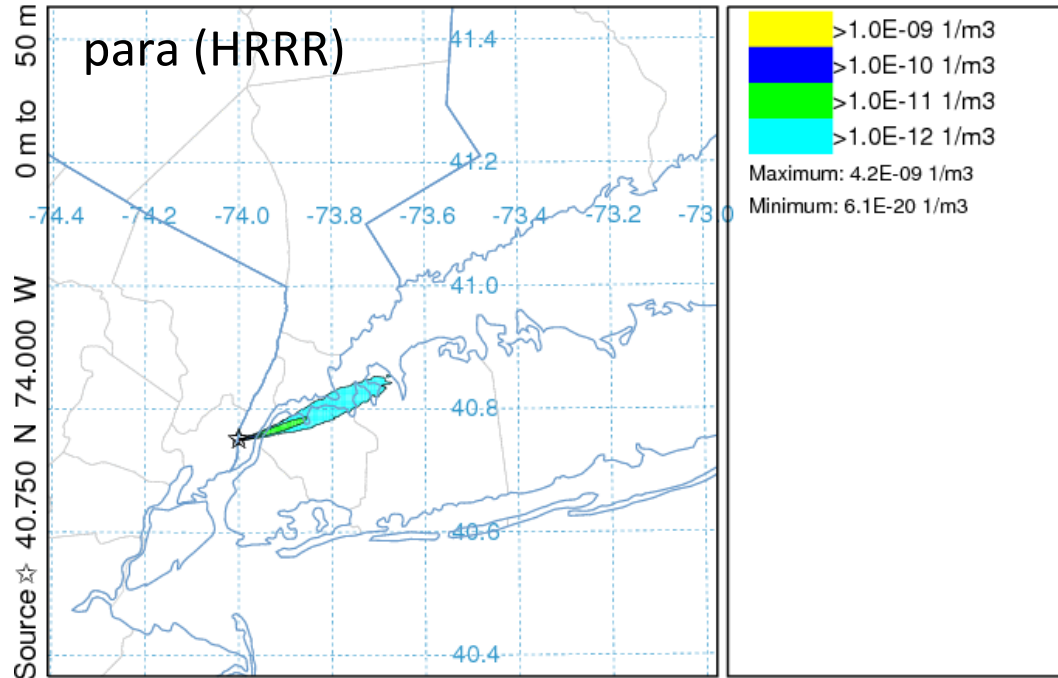 para (HRRR)
Source ☆ 40.750 N 74.000 W 0 m to 50 m
41.4
41.2
-74.4 -74.2 -74.0 -73.8 -73.6 -73.4 -73.2 -73.0
41.0
40.8
40.6
40.4
>1.0E-09 1/m3
>1.0E-10 1/m3
>1.0E-11 1/m3
>1.0E-12 1/m3
Maximum: 4.2E-09 1/m3
Minimum: 6.1E-20 1/m3